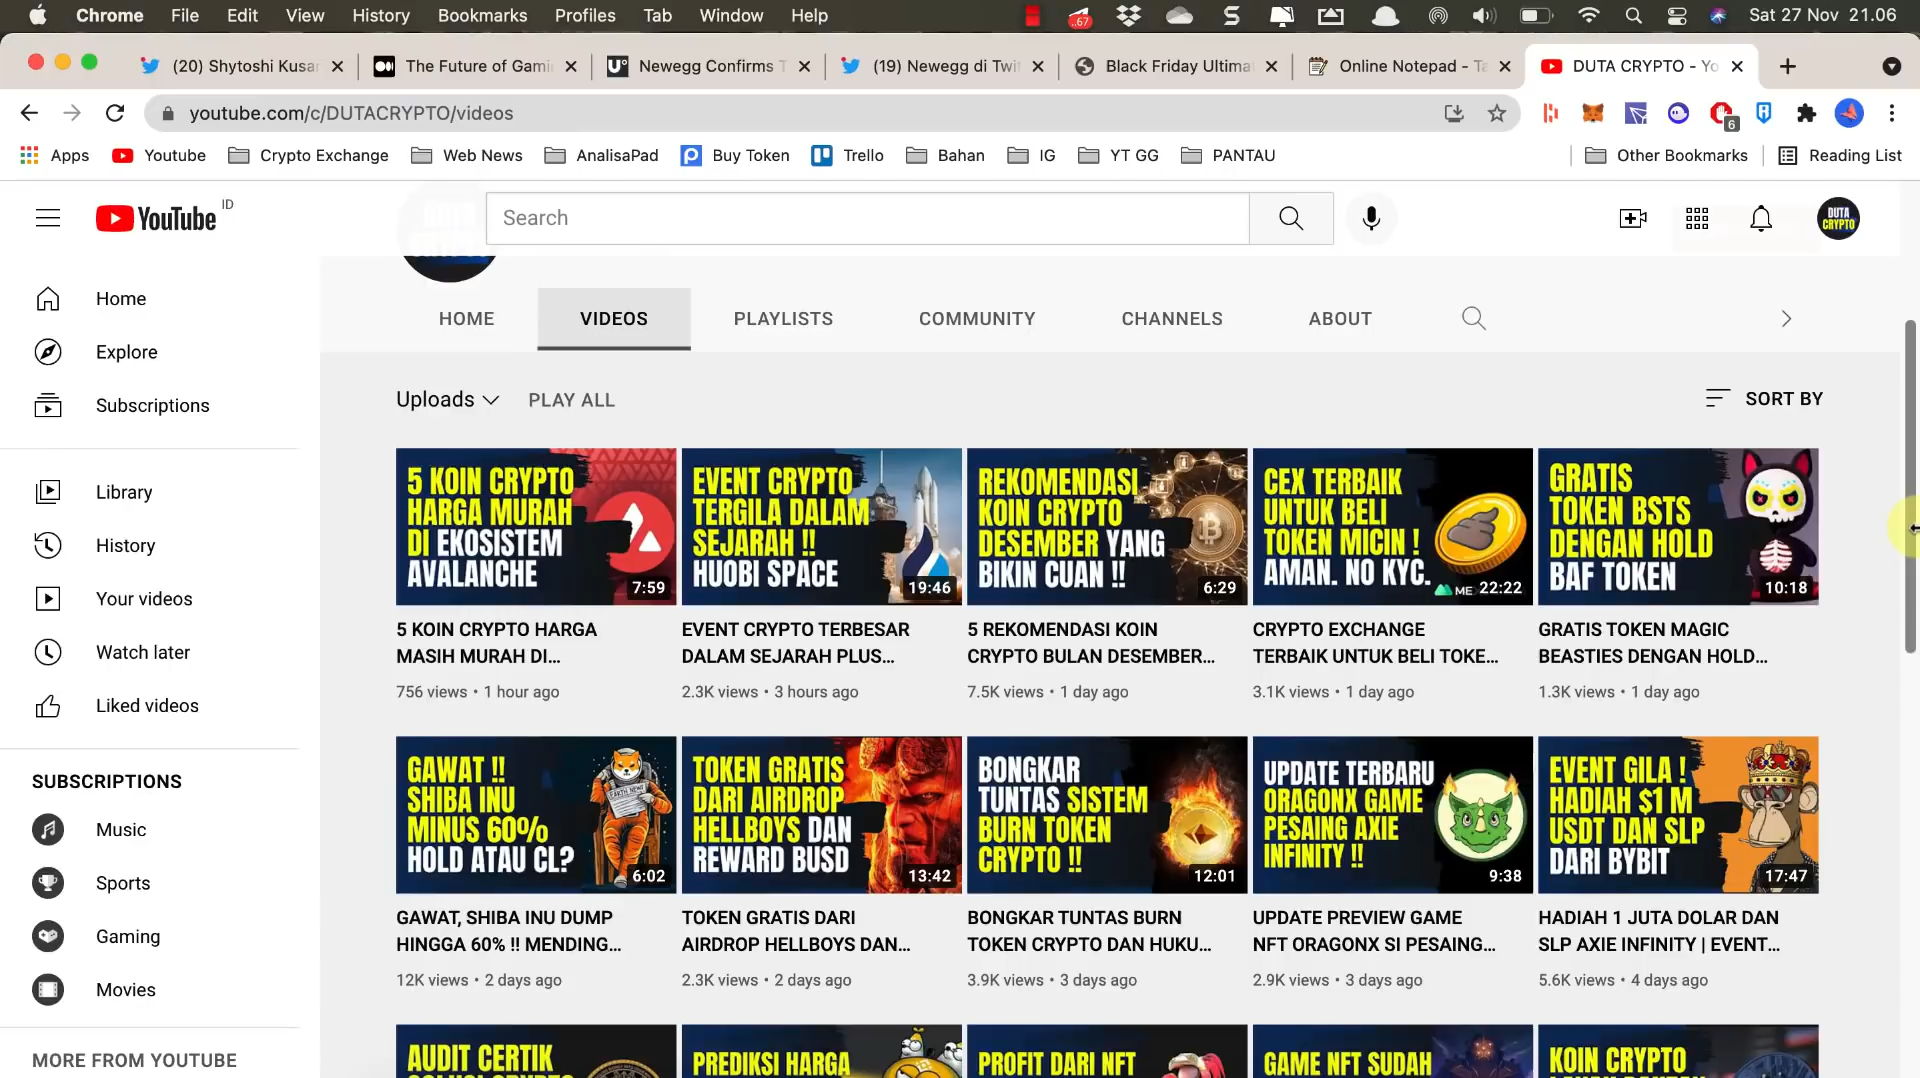 Chrome File Edit View History Bookmarks Profiles Tab Window Help
.67
Sat 27 Nov 21.06
(20) Shytoshi Kusa
The Future of Gami
Newegg Confirms T
(19) Newegg di Twi
Black Friday Ultima
Online Notepad - Ta
DUTA CRYPTO - Yo
youtube.com/c/DUTACRYPTO/videos
6
Apps Youtube Crypto Exchange Web News AnalisaPad Buy Token Trello Bahan IG YT GG PANTAU Other Bookmarks Reading List
YouTube ID
Search
DUTA
CRYPTO
Home
Explore
Subscriptions
Library
History
Your videos
Watch later
Liked videos
SUBSCRIPTIONS
Music
Sports
Gaming
Movies
MORE FROM YOUTUBE
HOME VIDEOS PLAYLISTS COMMUNITY CHANNELS ABOUT
Uploads PLAY ALL SORT BY
5 KOIN CRYPTO
HARGA MURAH
DI EKOSISTEM
AVALANCHE
7:59
5 KOIN CRYPTO HARGA
MASIH MURAH DI...
756 views • 1 hour ago
EVENT CRYPTO
TERGILA DALAM
SEJARAH !!
HUOBI SPACE
19:46
EVENT CRYPTO TERBESAR
DALAM SEJARAH PLUS...
2.3K views • 3 hours ago
REKOMENDASI
KOIN CRYPTO
DESEMBER YANG
BIKIN CUAN !!
6:29
5 REKOMENDASI KOIN
CRYPTO BULAN DESEMBER...
7.5K views • 1 day ago
CEX TERBAIK
UNTUK BELI
TOKEN MICIN !
AMAN. NO KYC.
ME
22:22
CRYPTO EXCHANGE
TERBAIK UNTUK BELI TOKE...
3.1K views • 1 day ago
GRATIS
TOKEN BSTS
DENGAN HOLD
BAF TOKEN
10:18
GRATIS TOKEN MAGIC
BEASTIES DENGAN HOLD...
1.3K views • 1 day ago
GAWAT !!
SHIBA INU
MINUS 60%
HOLD ATAU CL?
6:02
GAWAT, SHIBA INU DUMP
HINGGA 60% !! MENDING...
12K views • 2 days ago
TOKEN GRATIS
DARI AIRDROP
HELLBOYS DAN
REWARD BUSD
13:42
TOKEN GRATIS DARI
AIRDROP HELLBOYS DAN...
2.3K views • 2 days ago
BONGKAR
TUNTAS SISTEM
BURN TOKEN
CRYPTO !!
12:01
BONGKAR TUNTAS BURN
TOKEN CRYPTO DAN HUKU...
3.9K views • 3 days ago
UPDATE TERBARU
ORAGONX GAME
PESAING AXIE
INFINITY !!
9:38
UPDATE PREVIEW GAME
NFT ORAGONX SI PESAING...
2.9K views • 3 days ago
EVENT GILA !
HADIAH $1 M
USDT DAN SLP
DARI BYBIT
17:47
HADIAH 1 JUTA DOLAR DAN
SLP AXIE INFINITY | EVENT...
5.6K views • 4 days ago
AUDIT CERTIK
PREDIKSI HARGA
PROFIT DARI NFT
GAME NFT SUDAH
KOIN CRYPTO